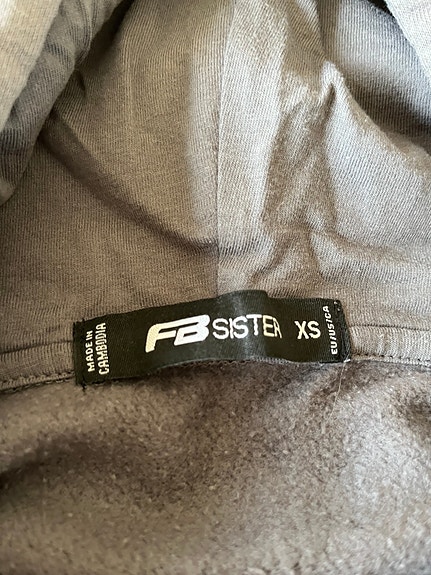 MADE IN
CAMBODIA
FB SISTER XS
EU/US/CA